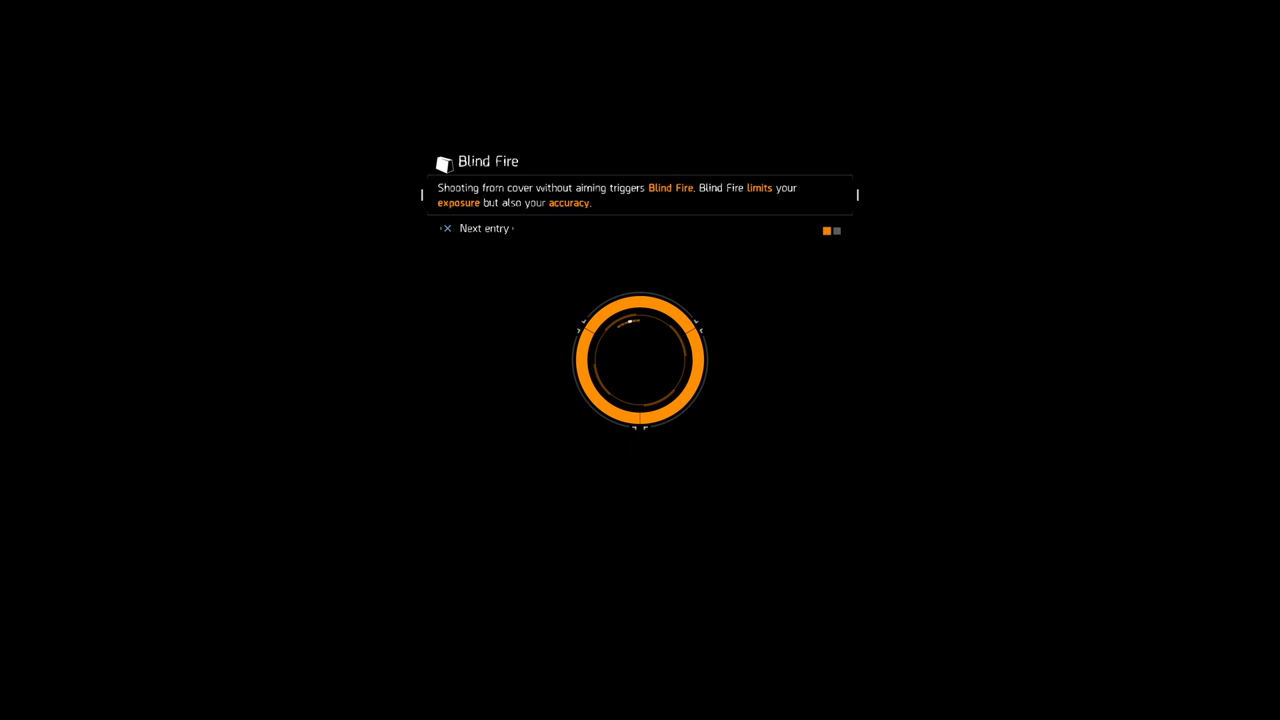 Blind Fire
Shooting from cover without aiming triggers Blind Fire. Blind Fire limits your
exposure but also your accuracy.
Next entry